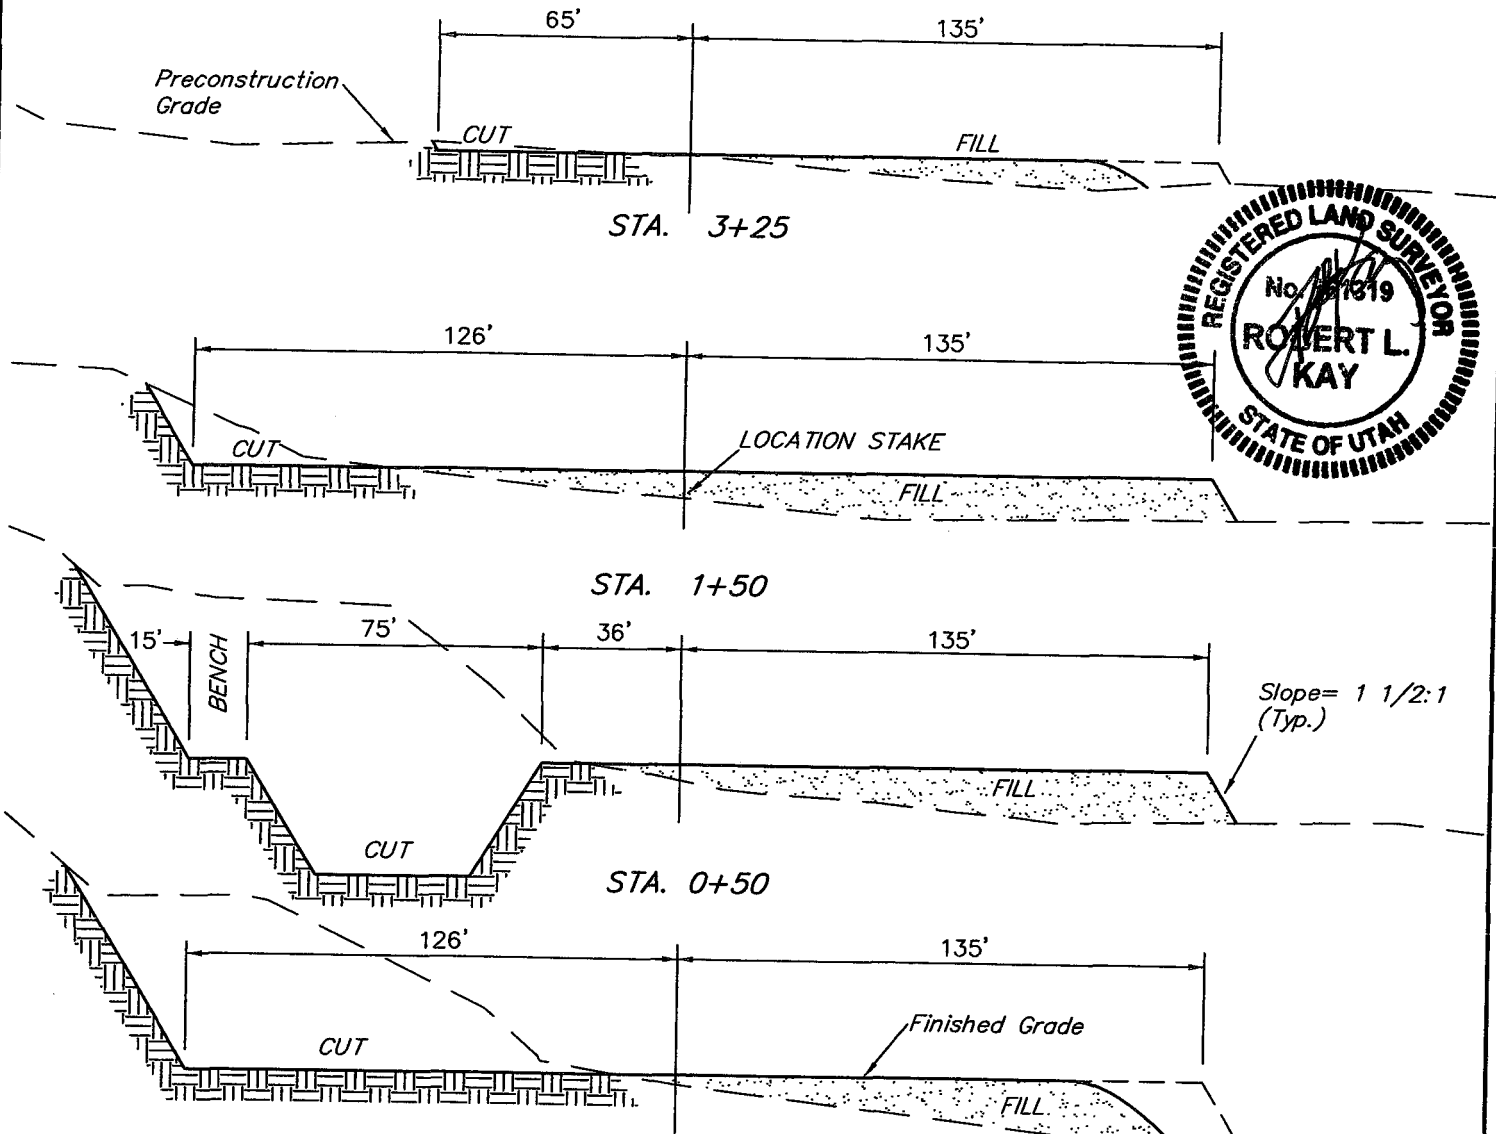 65'
135'
Preconstruction
Grade
CUT
FILL
STA. 3+25
REGISTERED LAND SURVEYOR
No.
ROBERT L.
KAY
STATE OF UTAH
126'
135'
CUT
LOCATION STAKE
FILL
STA. 1+50
15'
BENCH
75'
36'
135'
Slope= 1 1/2:1
(Typ.)
FILL
CUT
STA. 0+50
126'
135'
Finished Grade
CUT
FILL